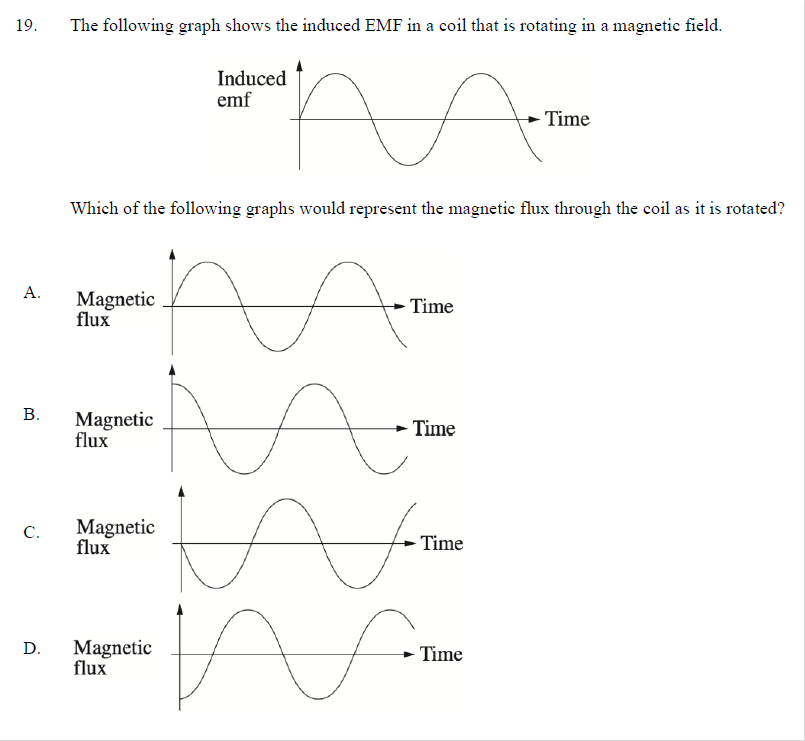 19. The following graph shows the induced EMF in a coil that is rotating in a magnetic field.
Induced
emf
Time
Which of the following graphs would represent the magnetic flux through the coil as it is rotated?
A. Magnetic
flux
Time
B. Magnetic
flux
Time
C. Magnetic
flux
Time
D. Magnetic
flux
Time